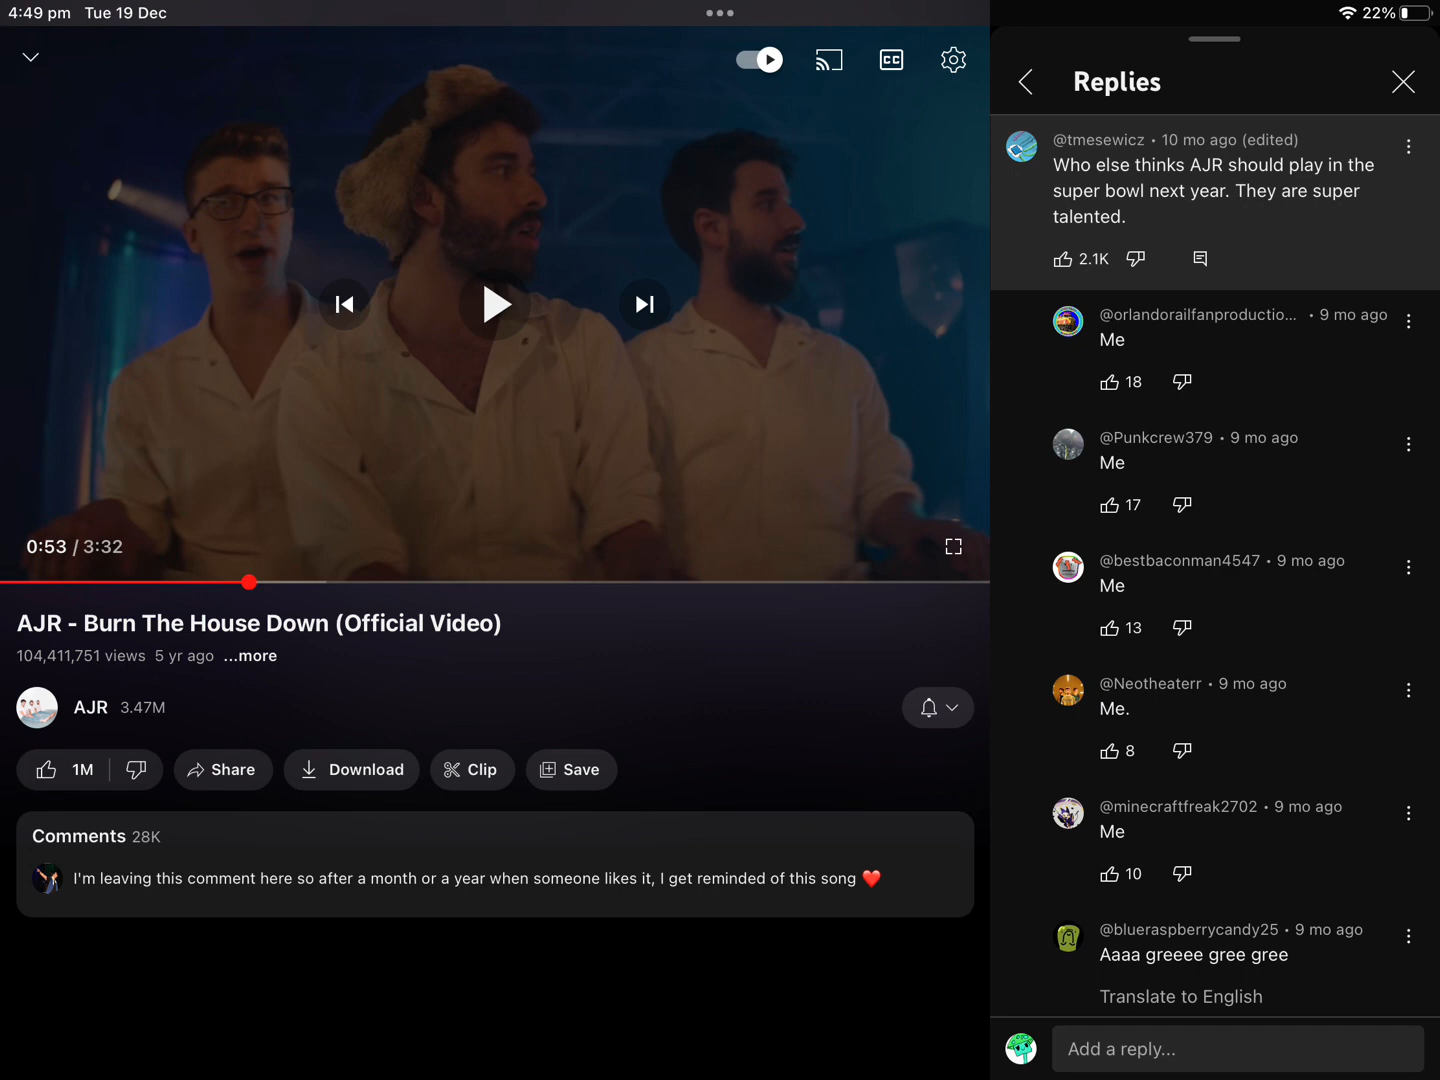 4:49 pm Tue 19 Dec
22%
CC
0:53 / 3:32
AJR - Burn The House Down (Official Video)
104,411,751 views 5 yr ago ...more
AJR 3.47M
1M
Share
Download
Clip
Save
Comments 28K
I'm leaving this comment here so after a month or a year when someone likes it, I get reminded of this song ❤️
Replies
@tmesewicz • 10 mo ago (edited)
Who else thinks AJR should play in the
super bowl next year. They are super
talented.
2.1K
@orlandorailfanproductio... • 9 mo ago
Me
18
@Punkcrew379 • 9 mo ago
Me
17
@bestbaconman4547 • 9 mo ago
Me
13
@Neotheaterr • 9 mo ago
Me.
8
@minecraftfreak2702 • 9 mo ago
Me
10
@blueraspberrycandy25 • 9 mo ago
Aaaa greeee gree gree
Translate to English
Add a reply...